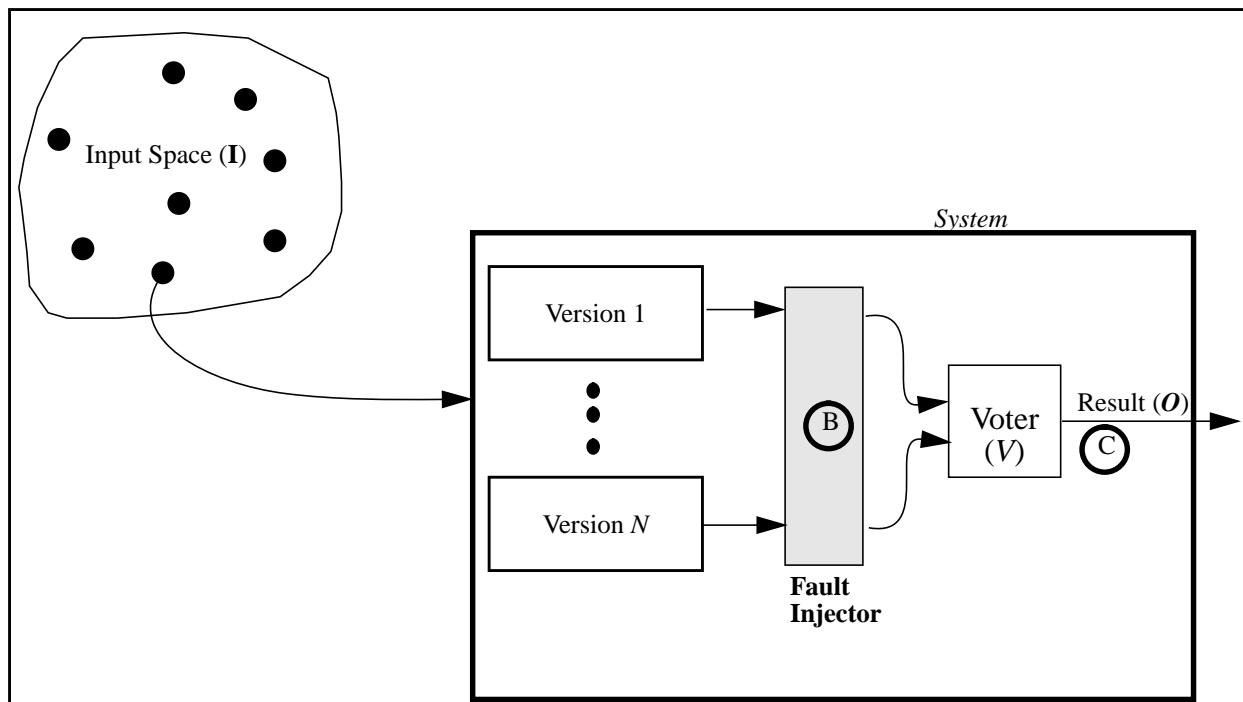 Input Space (I)
System
Version 1
B
Voter
(V)
Result (O)
C
Version N
Fault
Injector